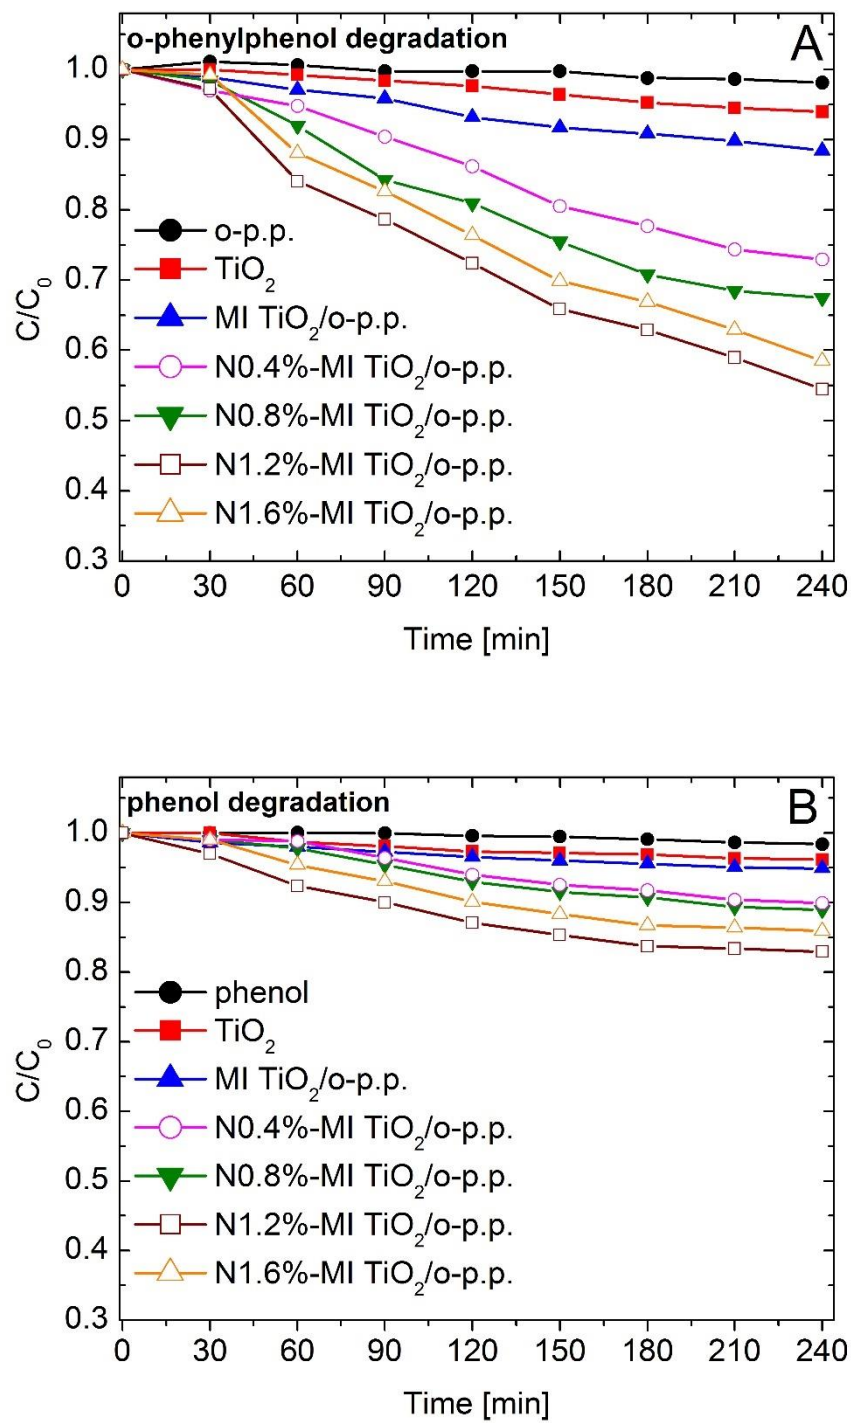 o-phenylphenol degradation
A
1.0
0.9
0.8
0.7
0.6
0.5
0.4
0.3
C/C₀
o-p.p.
TiO₂
MI TiO₂/o-p.p.
N0.4%-MI TiO₂/o-p.p.
N0.8%-MI TiO₂/o-p.p.
N1.2%-MI TiO₂/o-p.p.
N1.6%-MI TiO₂/o-p.p.
0 30 60 90 120 150 180 210 240
Time [min]
phenol degradation
B
1.0
0.9
0.8
0.7
0.6
0.5
0.4
0.3
C/C₀
phenol
TiO₂
MI TiO₂/o-p.p.
N0.4%-MI TiO₂/o-p.p.
N0.8%-MI TiO₂/o-p.p.
N1.2%-MI TiO₂/o-p.p.
N1.6%-MI TiO₂/o-p.p.
0 30 60 90 120 150 180 210 240
Time [min]